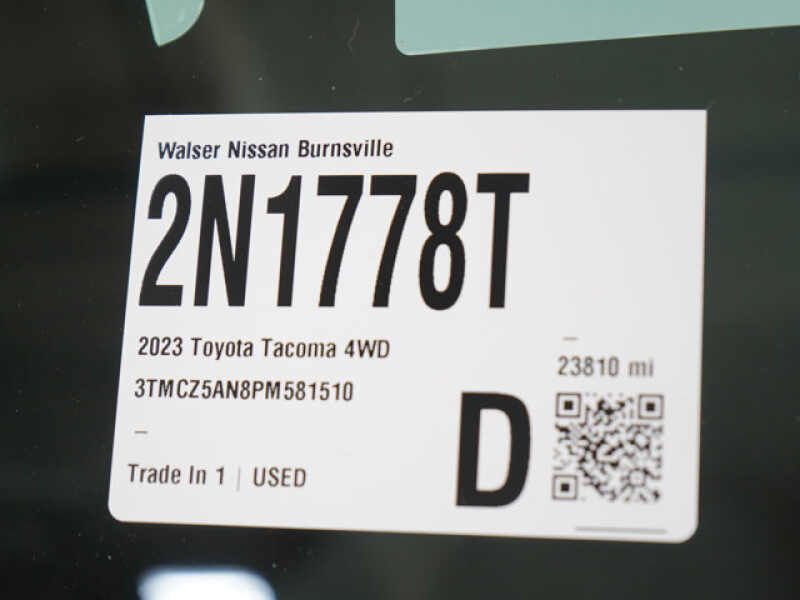 Walser Nissan Burnsville
2N1778T
2023 Toyota Tacoma 4WD
3TMCZ5AN8PM581510
–
–
23810 mi
Trade In 1 | USED
D